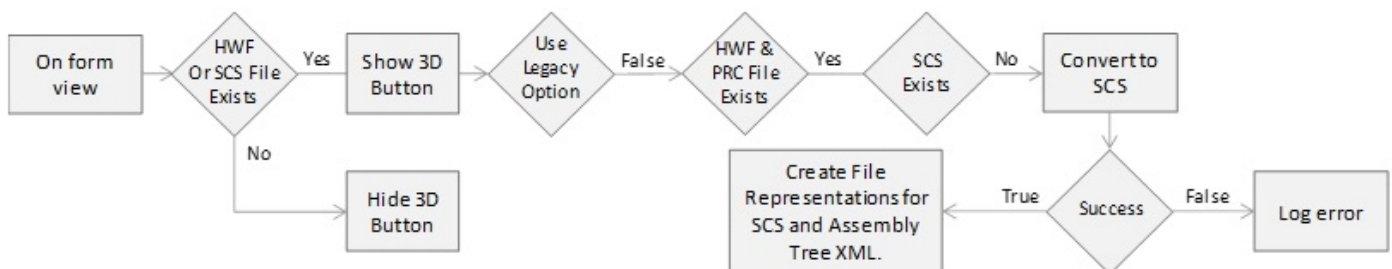 On form
view
HWF
Or SCS File
Exists
Yes
Show 3D
Button
Use
Legacy
Option
False
HWF &
PRC File
Exists
Yes
SCS
Exists
No
Convert to
SCS
No
Hide 3D
Button
Create File
Representations for
SCS and Assembly
Tree XML.
True
Success
False
Log error